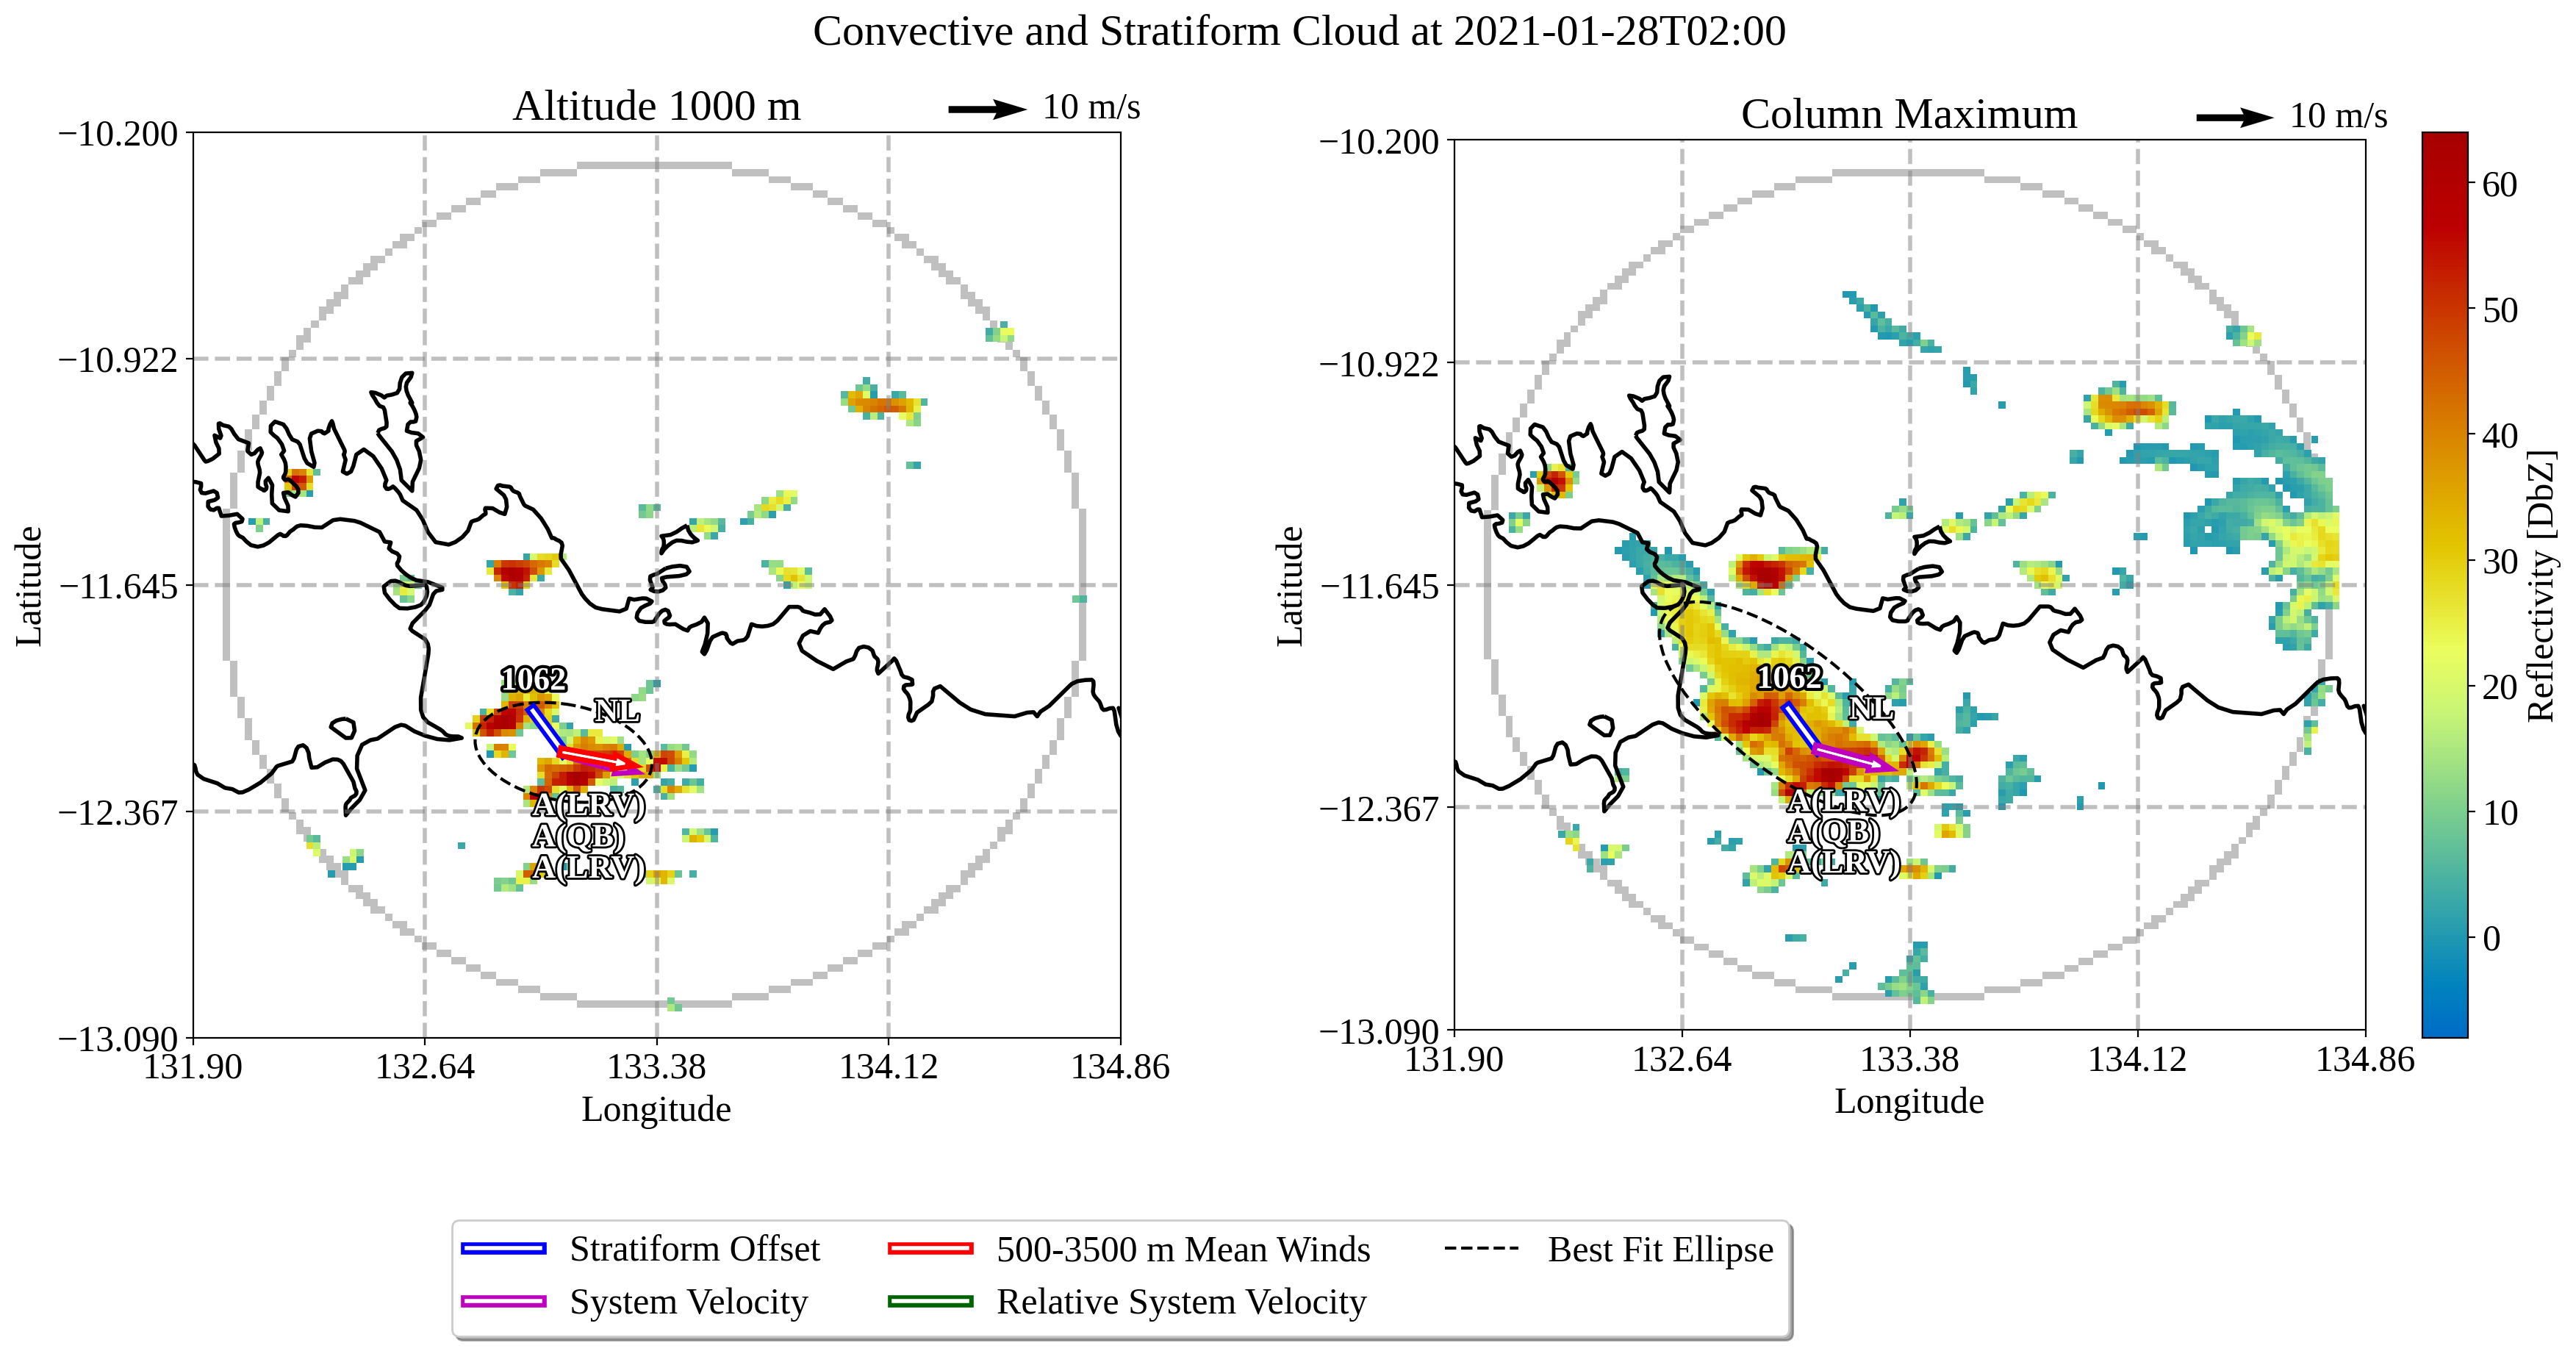 Convective and Stratiform Cloud at 2021-01-28T02:00
Altitude 1000 m
10 m/s
−10.200
−10.922
−11.645
−12.367
−13.090
Latitude
131.90
132.64
133.38
134.12
134.86
Longitude
1062
NL
A(LRV)
A(QB)
A(LRV)
Column Maximum
10 m/s
−10.200
−10.922
−11.645
−12.367
−13.090
Latitude
131.90
132.64
133.38
134.12
134.86
Longitude
1062
NL
A(LRV)
A(QB)
A(LRV)
60
50
40
30
20
10
0
Reflectivity [DbZ]
Stratiform Offset
System Velocity
500-3500 m Mean Winds
Relative System Velocity
Best Fit Ellipse